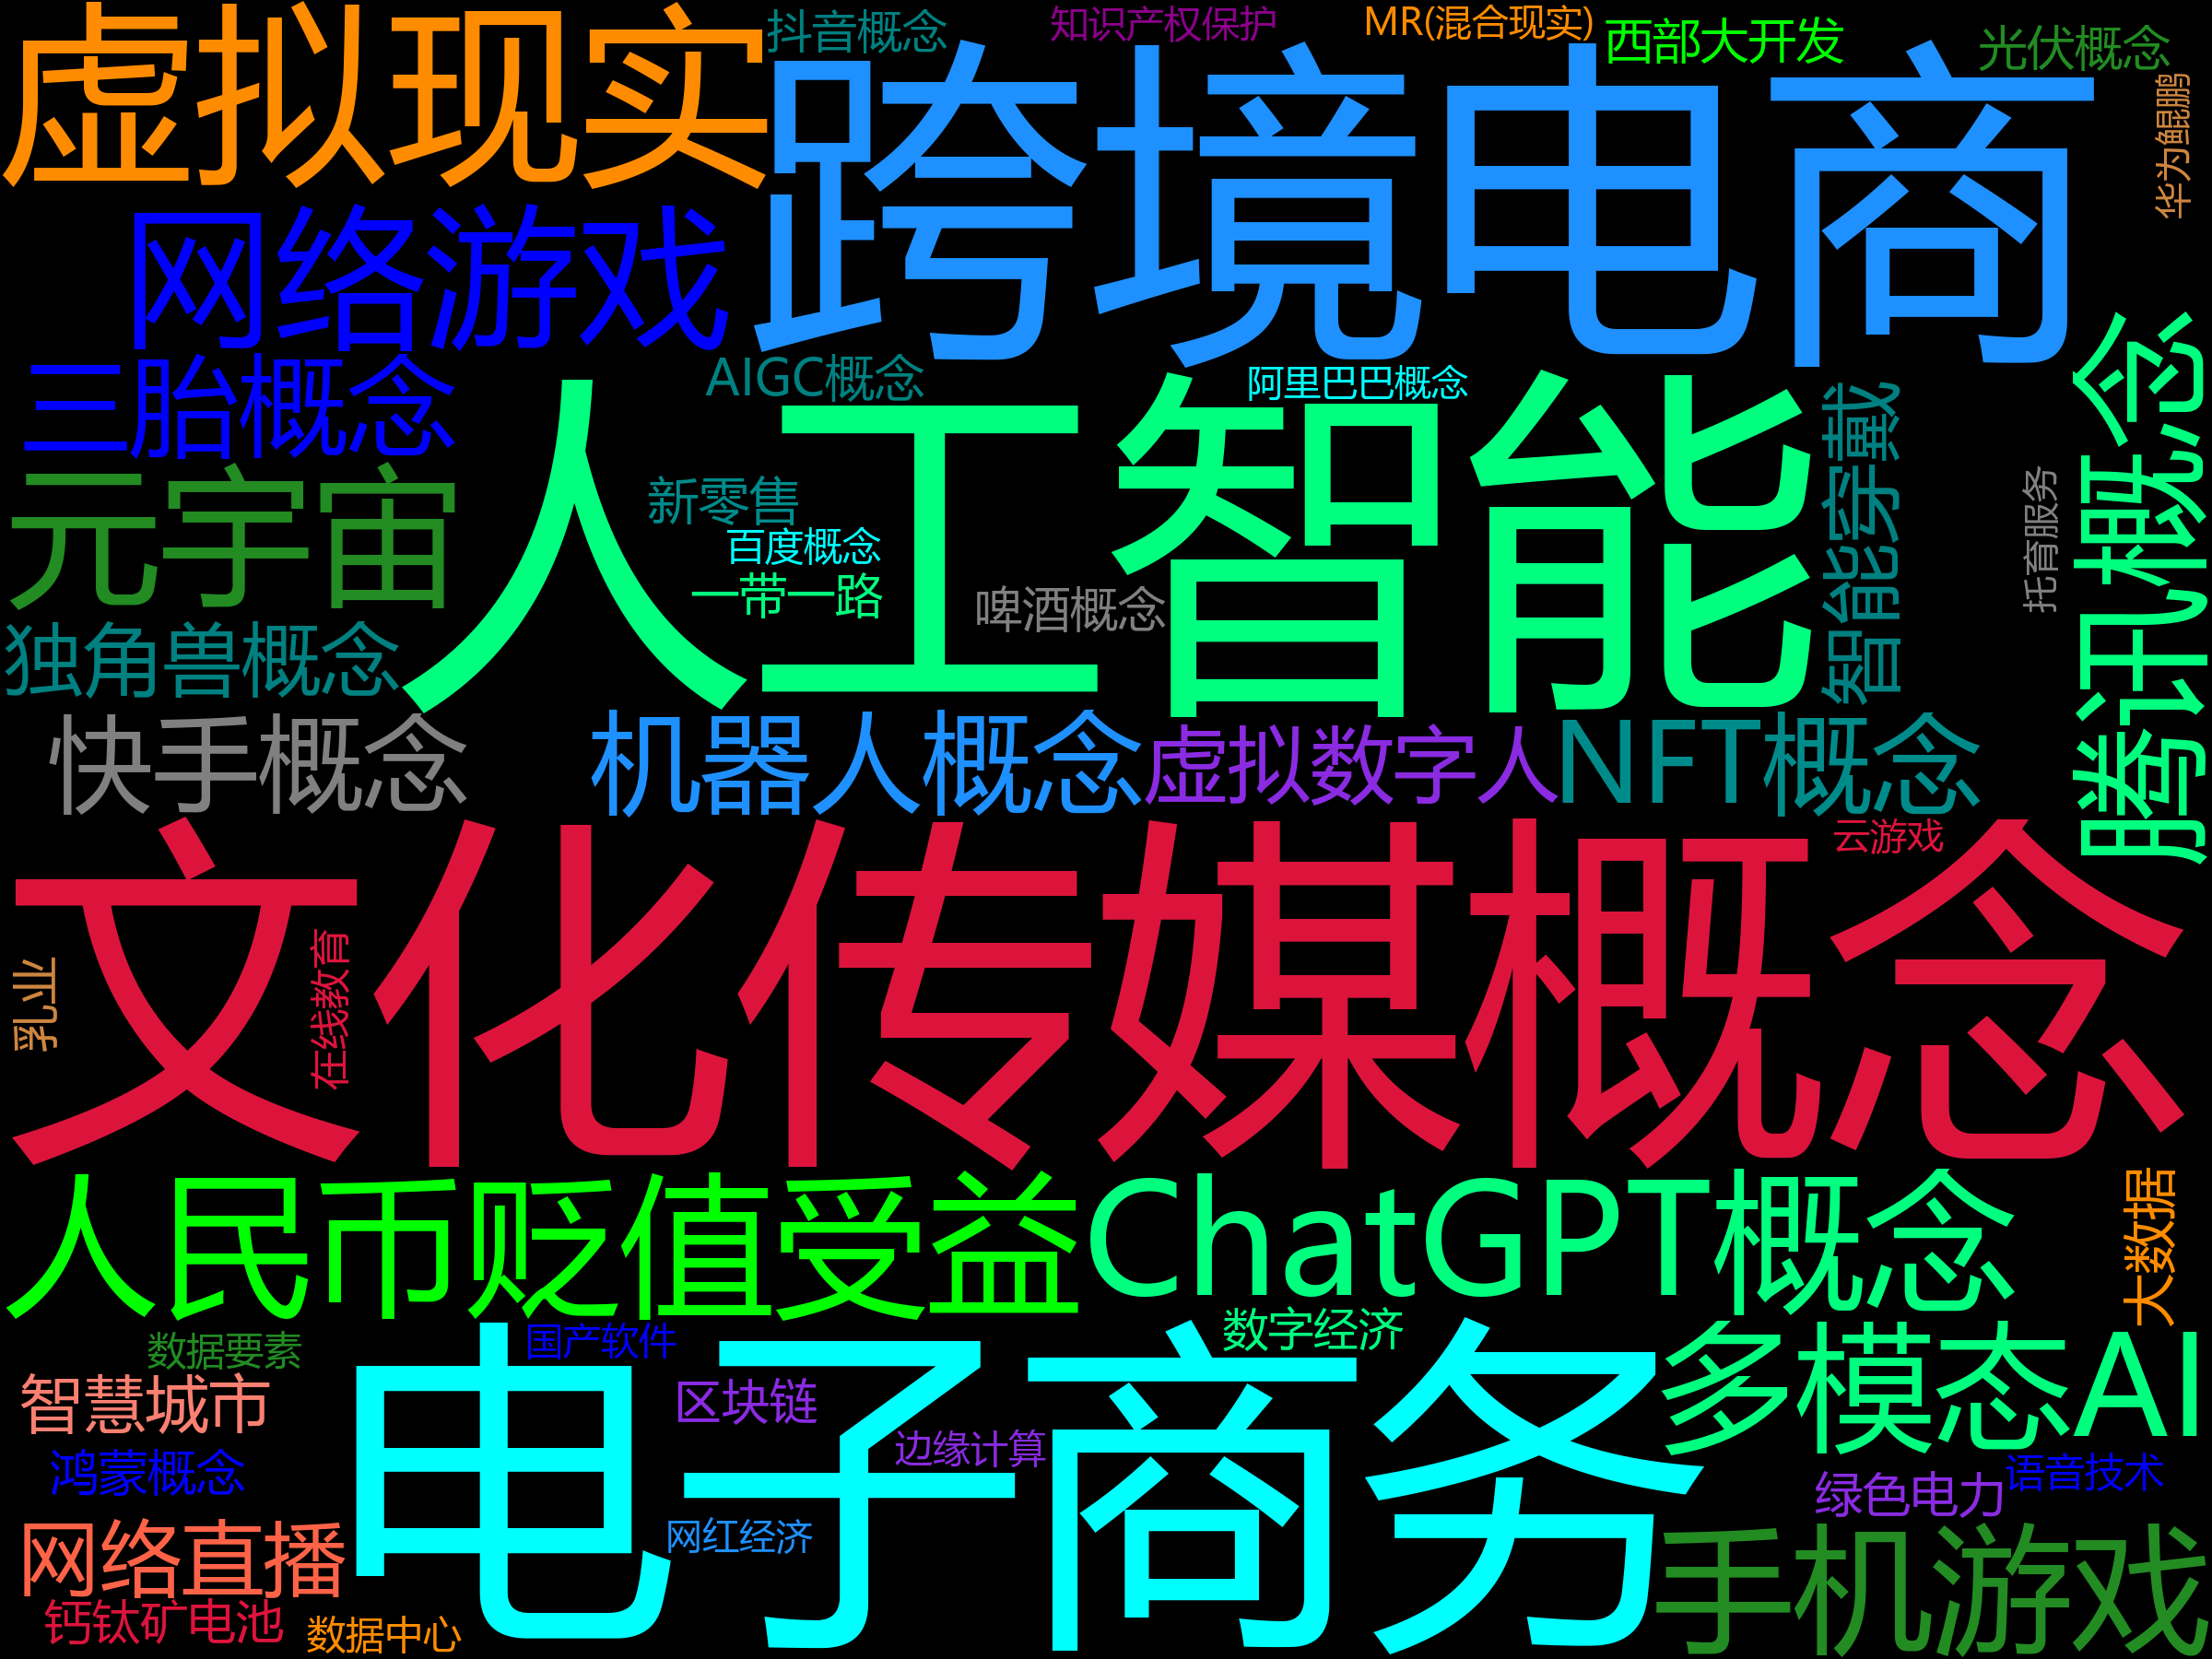 虚拟现实
抖音概念
知识产权保护
MR(混合现实)
西部大开发
光伏概念
跨境电商
华为鲲鹏
网络游戏
三胎概念
AIGC概念
阿里巴巴概念
人工智能
智能穿戴
腾讯概念
元宇宙
新零售
百度概念
一带一路
啤酒概念
托育服务
独角兽概念
快手概念
机器人概念
虚拟数字人
NFT概念
云游戏
文化传媒概念
乳业
在线教育
人民币贬值受益
ChatGPT概念
大数据
数据要素
国产软件
数字经济
智慧城市
区块链
电子商务
多模态AI
鸿蒙概念
边缘计算
绿色电力
语音技术
网络直播
网红经济
手机游戏
钙钛矿电池
数据中心